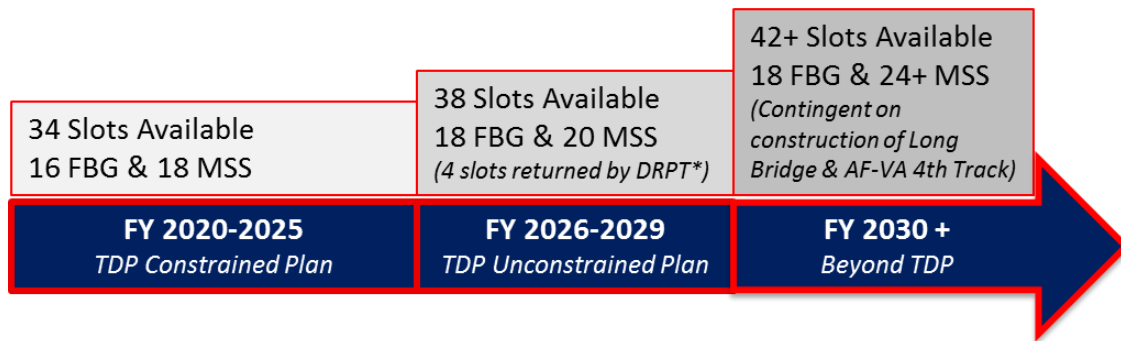 34 Slots Available
16 FBG & 18 MSS
38 Slots Available
18 FBG & 20 MSS
(4 slots returned by DRPT*)
42+ Slots Available
18 FBG & 24+ MSS
(Contingent on
construction of Long
Bridge & AF-VA 4th Track)
FY 2020-2025
TDP Constrained Plan
FY 2026-2029
TDP Unconstrained Plan
FY 2030 +
Beyond TDP